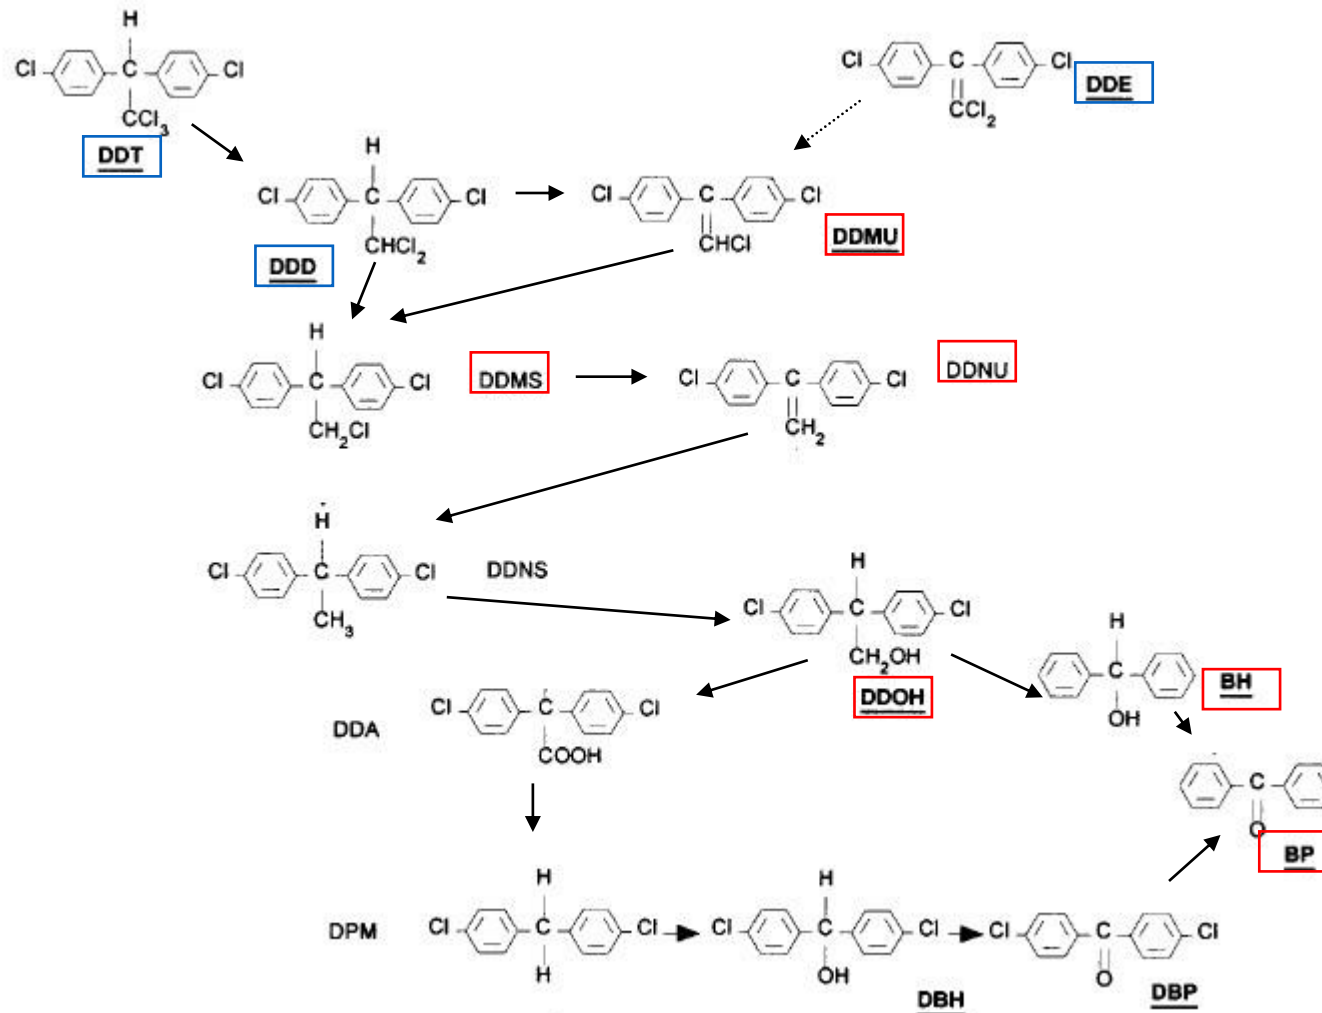 H
Cl C Cl
CCl3
DDT
Cl C Cl
CCl2
DDE
H
Cl C Cl
CHCl2
DDD
Cl C Cl
CHCl
DDMU
H
Cl C Cl
CH2Cl
DDMS
Cl C Cl
CH2
DDNU
H
Cl C Cl
CH3
DDNS
H
Cl C Cl
CH2OH
DDOH
H
C
OH
BH
DDA
Cl C Cl
COOH
C
O
BP
DPM
H
Cl C Cl
H
H
Cl C Cl
OH
DBH
Cl C Cl
O
DBP